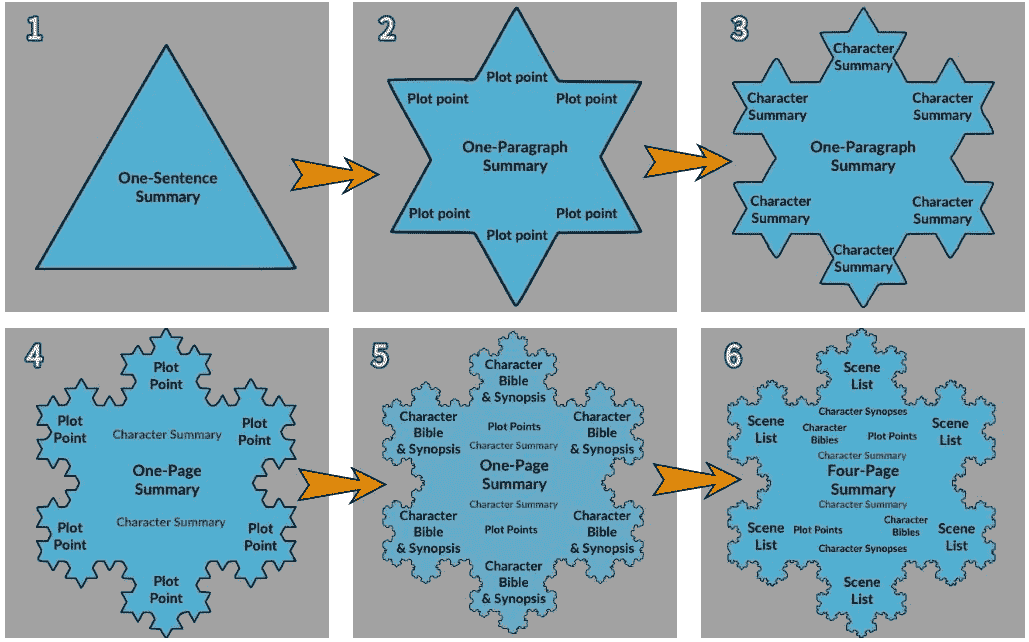 1
One-Sentence
Summary
2
Plot point
Plot point
Plot point
One-Paragraph
Summary
Plot point
Plot point
Plot point
3
Character
Summary
Character
Summary
Character
Summary
One-Paragraph
Summary
Character
Summary
Character
Summary
Character
Summary
4
Plot
Point
Plot
Point
Plot
Point
Character Summary
One-Page
Summary
Character Summary
Plot
Point
Plot
Point
Plot
Point
5
Character
Bible
& Synopsis
Character
Bible
& Synopsis
Character
Bible
& Synopsis
Plot Points
Character Summary
One-Page
Summary
Character Summary
Plot Points
Character
Bible
& Synopsis
Character
Bible
& Synopsis
Character
Bible
& Synopsis
6
Scene
List
Character Synopses
Scene
List
Character
Bibles
Plot Points
Scene
List
Character Summary
Four-Page
Summary
Character Summary
Scene
List
Plot Points
Character
Bibles
Scene
List
Character Synopses
Scene
List